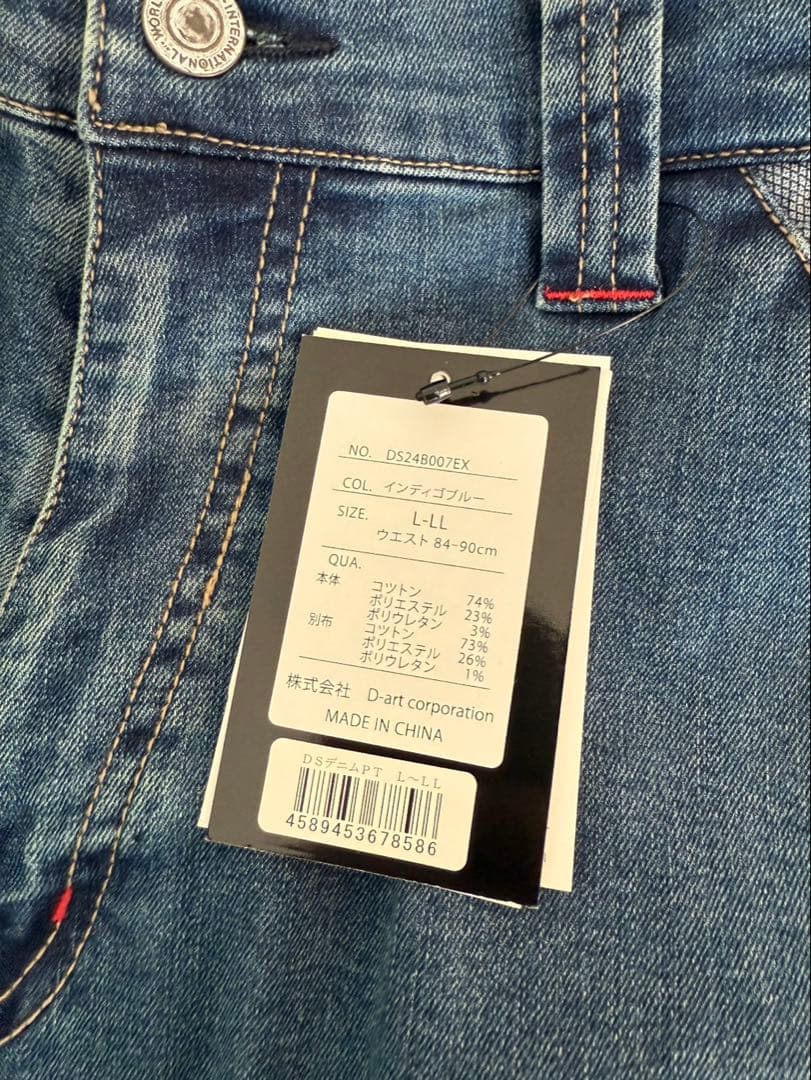 INTERNATIONAL" "WORL
NO. DS24B007EX
COL. インディゴブルー
SIZE. L-LL
ウエスト 84-90cm
QUA.
本体 コットン 74%
ポリエステル 23%
ポリウレタン 3%
別布 コットン 73%
ポリエステル 26%
ポリウレタン 1%
株式会社 D-art corporation
MADE IN CHINA
DSデニムPT L～LL
4589453678586